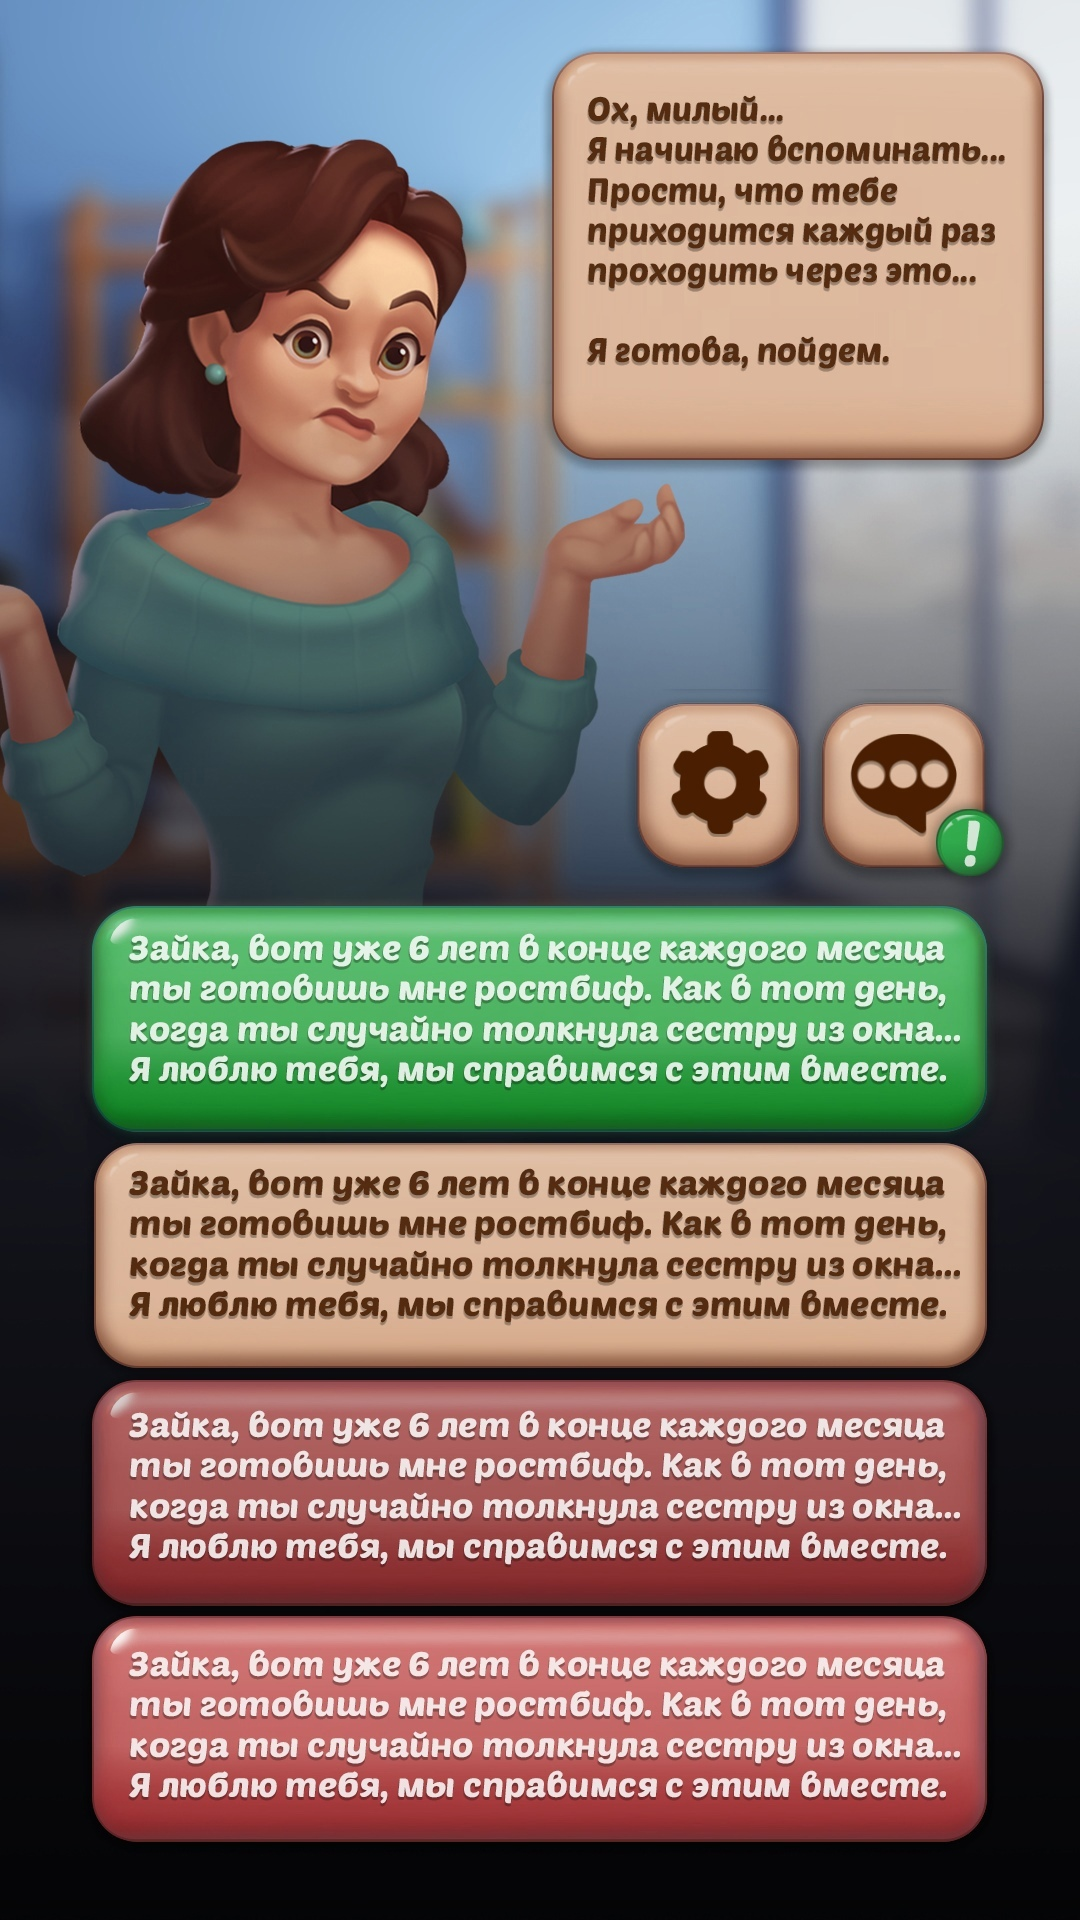 Ох, милый...
Я начинаю вспоминать...
Прости, что тебе
приходится каждый раз
проходить через это...
Я готова, пойдем.
!
Зайка, вот уже 6 лет в конце каждого месяца
ты готовишь мне ростбиф. Как в тот день,
когда ты случайно толкнула сестру из окна...
Я люблю тебя, мы справимся с этим вместе.
Зайка, вот уже 6 лет в конце каждого месяца
ты готовишь мне ростбиф. Как в тот день,
когда ты случайно толкнула сестру из окна...
Я люблю тебя, мы справимся с этим вместе.
Зайка, вот уже 6 лет в конце каждого месяца
ты готовишь мне ростбиф. Как в тот день,
когда ты случайно толкнула сестру из окна...
Я люблю тебя, мы справимся с этим вместе.
Зайка, вот уже 6 лет в конце каждого месяца
ты готовишь мне ростбиф. Как в тот день,
когда ты случайно толкнула сестру из окна...
Я люблю тебя, мы справимся с этим вместе.